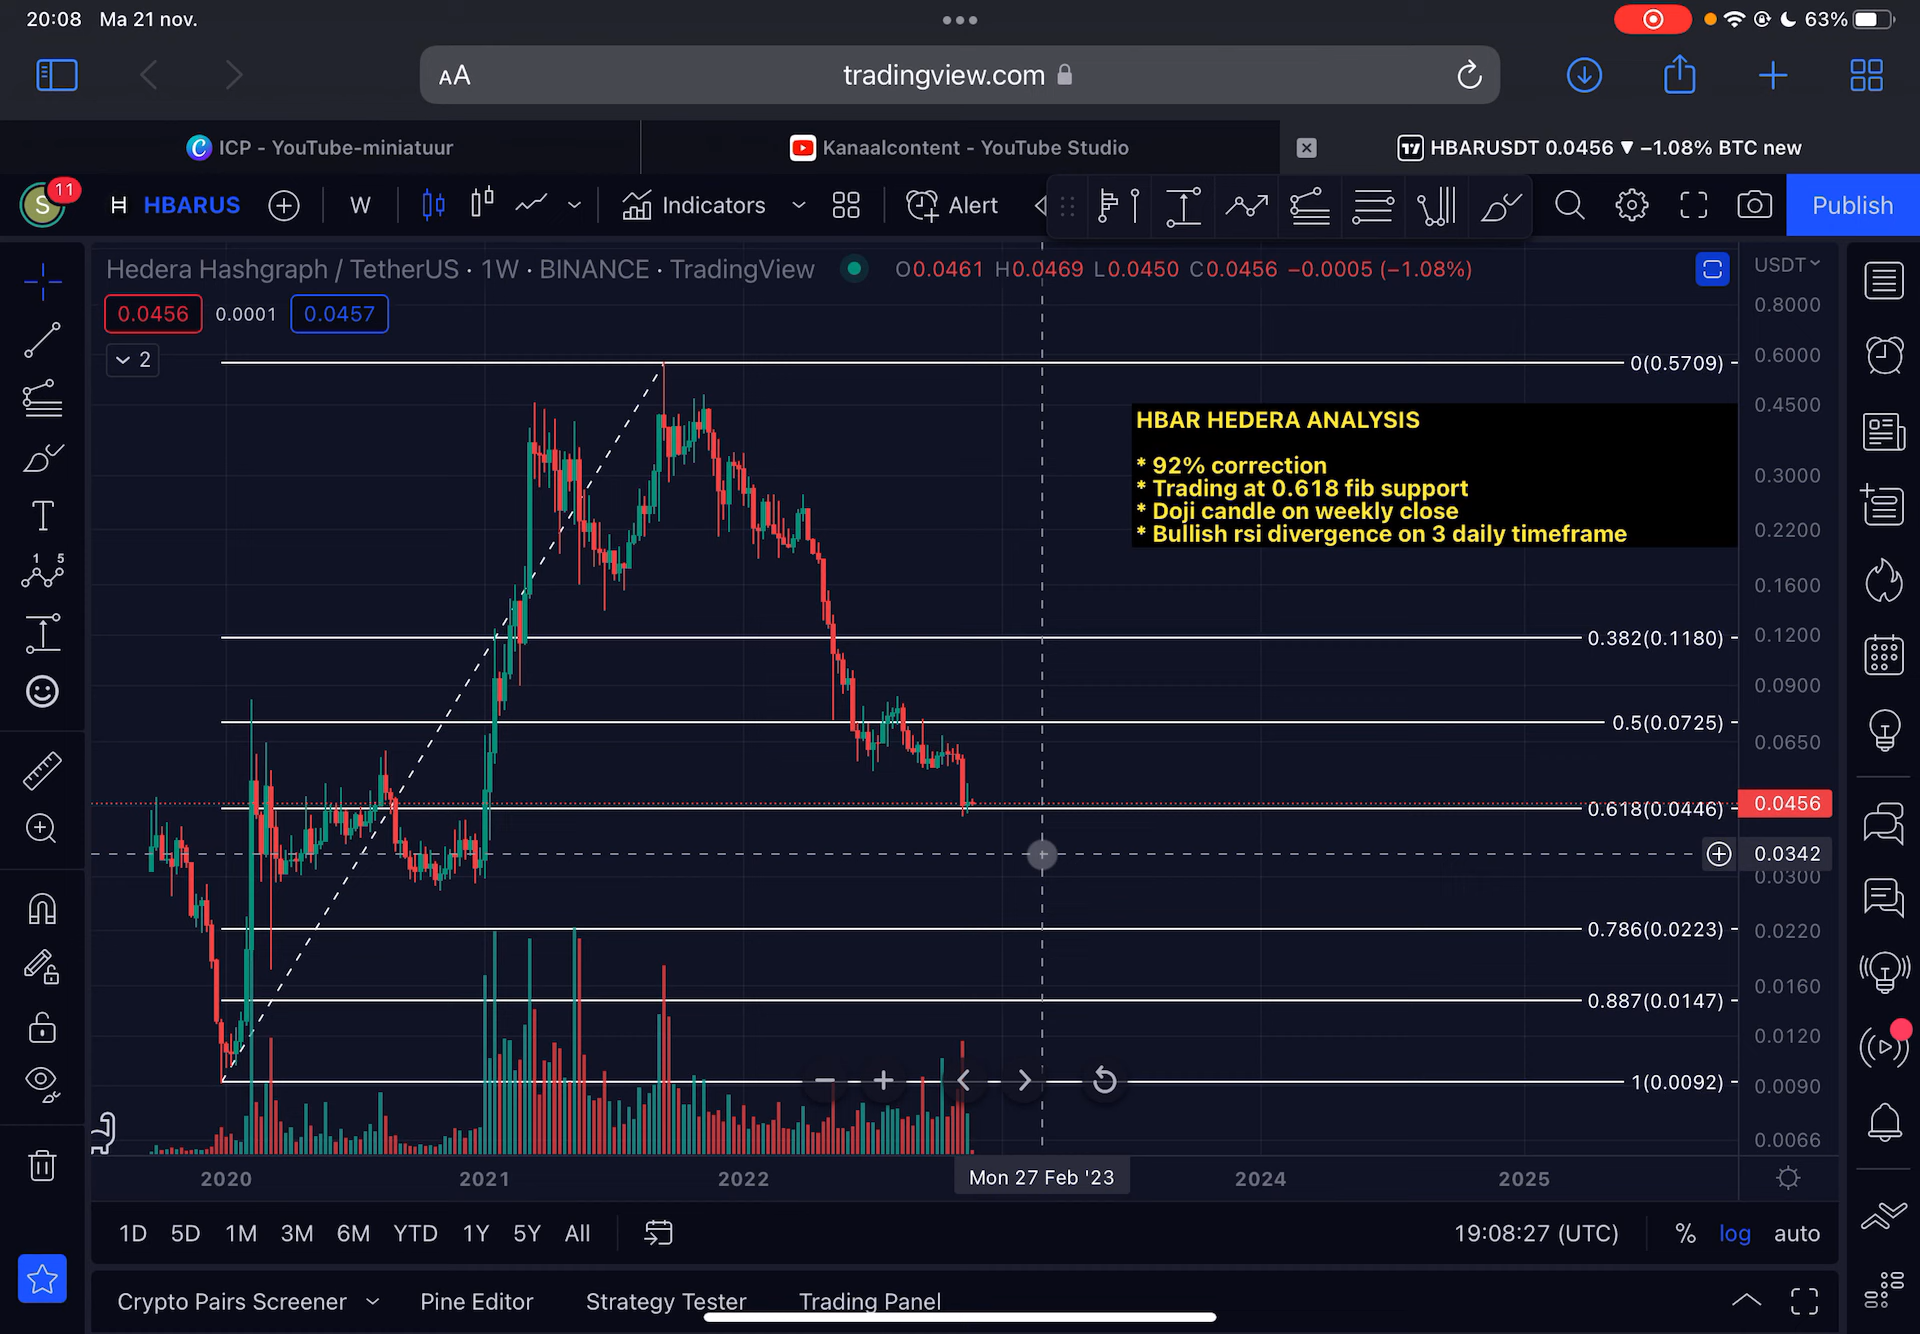 20:08 Ma 21 nov.
63%
AA tradingview.com
ICP - YouTube-miniatuur
Kanaalcontent - YouTube Studio
HBARUSDT 0.0456 ▼ −1.08% BTC new
S 11
H HBARUS
W
Indicators
Alert
Publish
Hedera Hashgraph / TetherUS · 1W · BINANCE · TradingView
O0.0461 H0.0469 L0.0450 C0.0456 −0.0005 (−1.08%)
USDT
0.0456 0.0001 0.0457
2
0.8000
0.6000
0(0.5709)
0.4500
HBAR HEDERA ANALYSIS
* 92% correction
* Trading at 0.618 fib support
* Doji candle on weekly close
* Bullish rsi divergence on 3 daily timeframe
0.3000
0.2200
0.1600
0.1200
0.382(0.1180)
0.0900
0.5(0.0725)
0.0650
0.618(0.0446)
0.0456
0.0342
0.0300
0.786(0.0223)
0.0220
0.0160
0.887(0.0147)
0.0120
1(0.0092)
0.0090
0.0066
2020 2021 2022 Mon 27 Feb '23 2024 2025
1D 5D 1M 3M 6M YTD 1Y 5Y All
19:08:27 (UTC) % log auto
Crypto Pairs Screener Pine Editor Strategy Tester Trading Panel